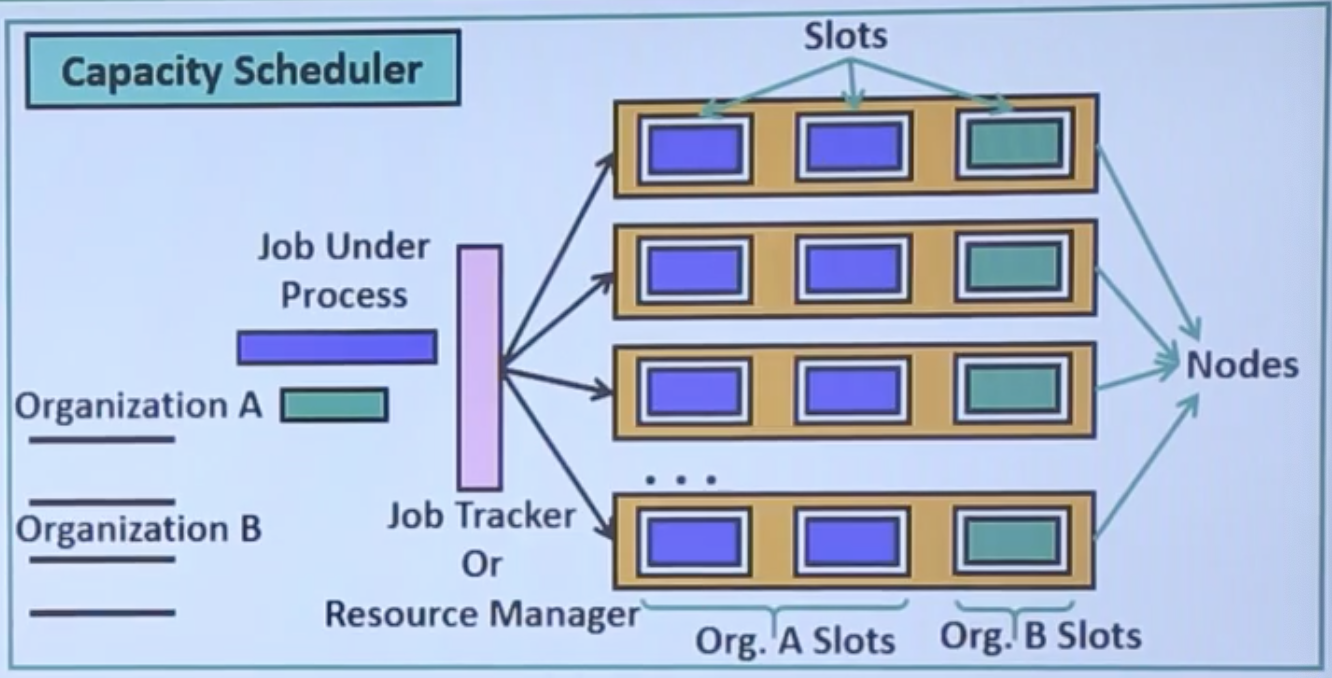 Capacity Scheduler
Slots
Job Under
Process
Organization A
Organization B
Job Tracker
Or
Resource Manager
Nodes
. . .
Org. A Slots
Org. B Slots